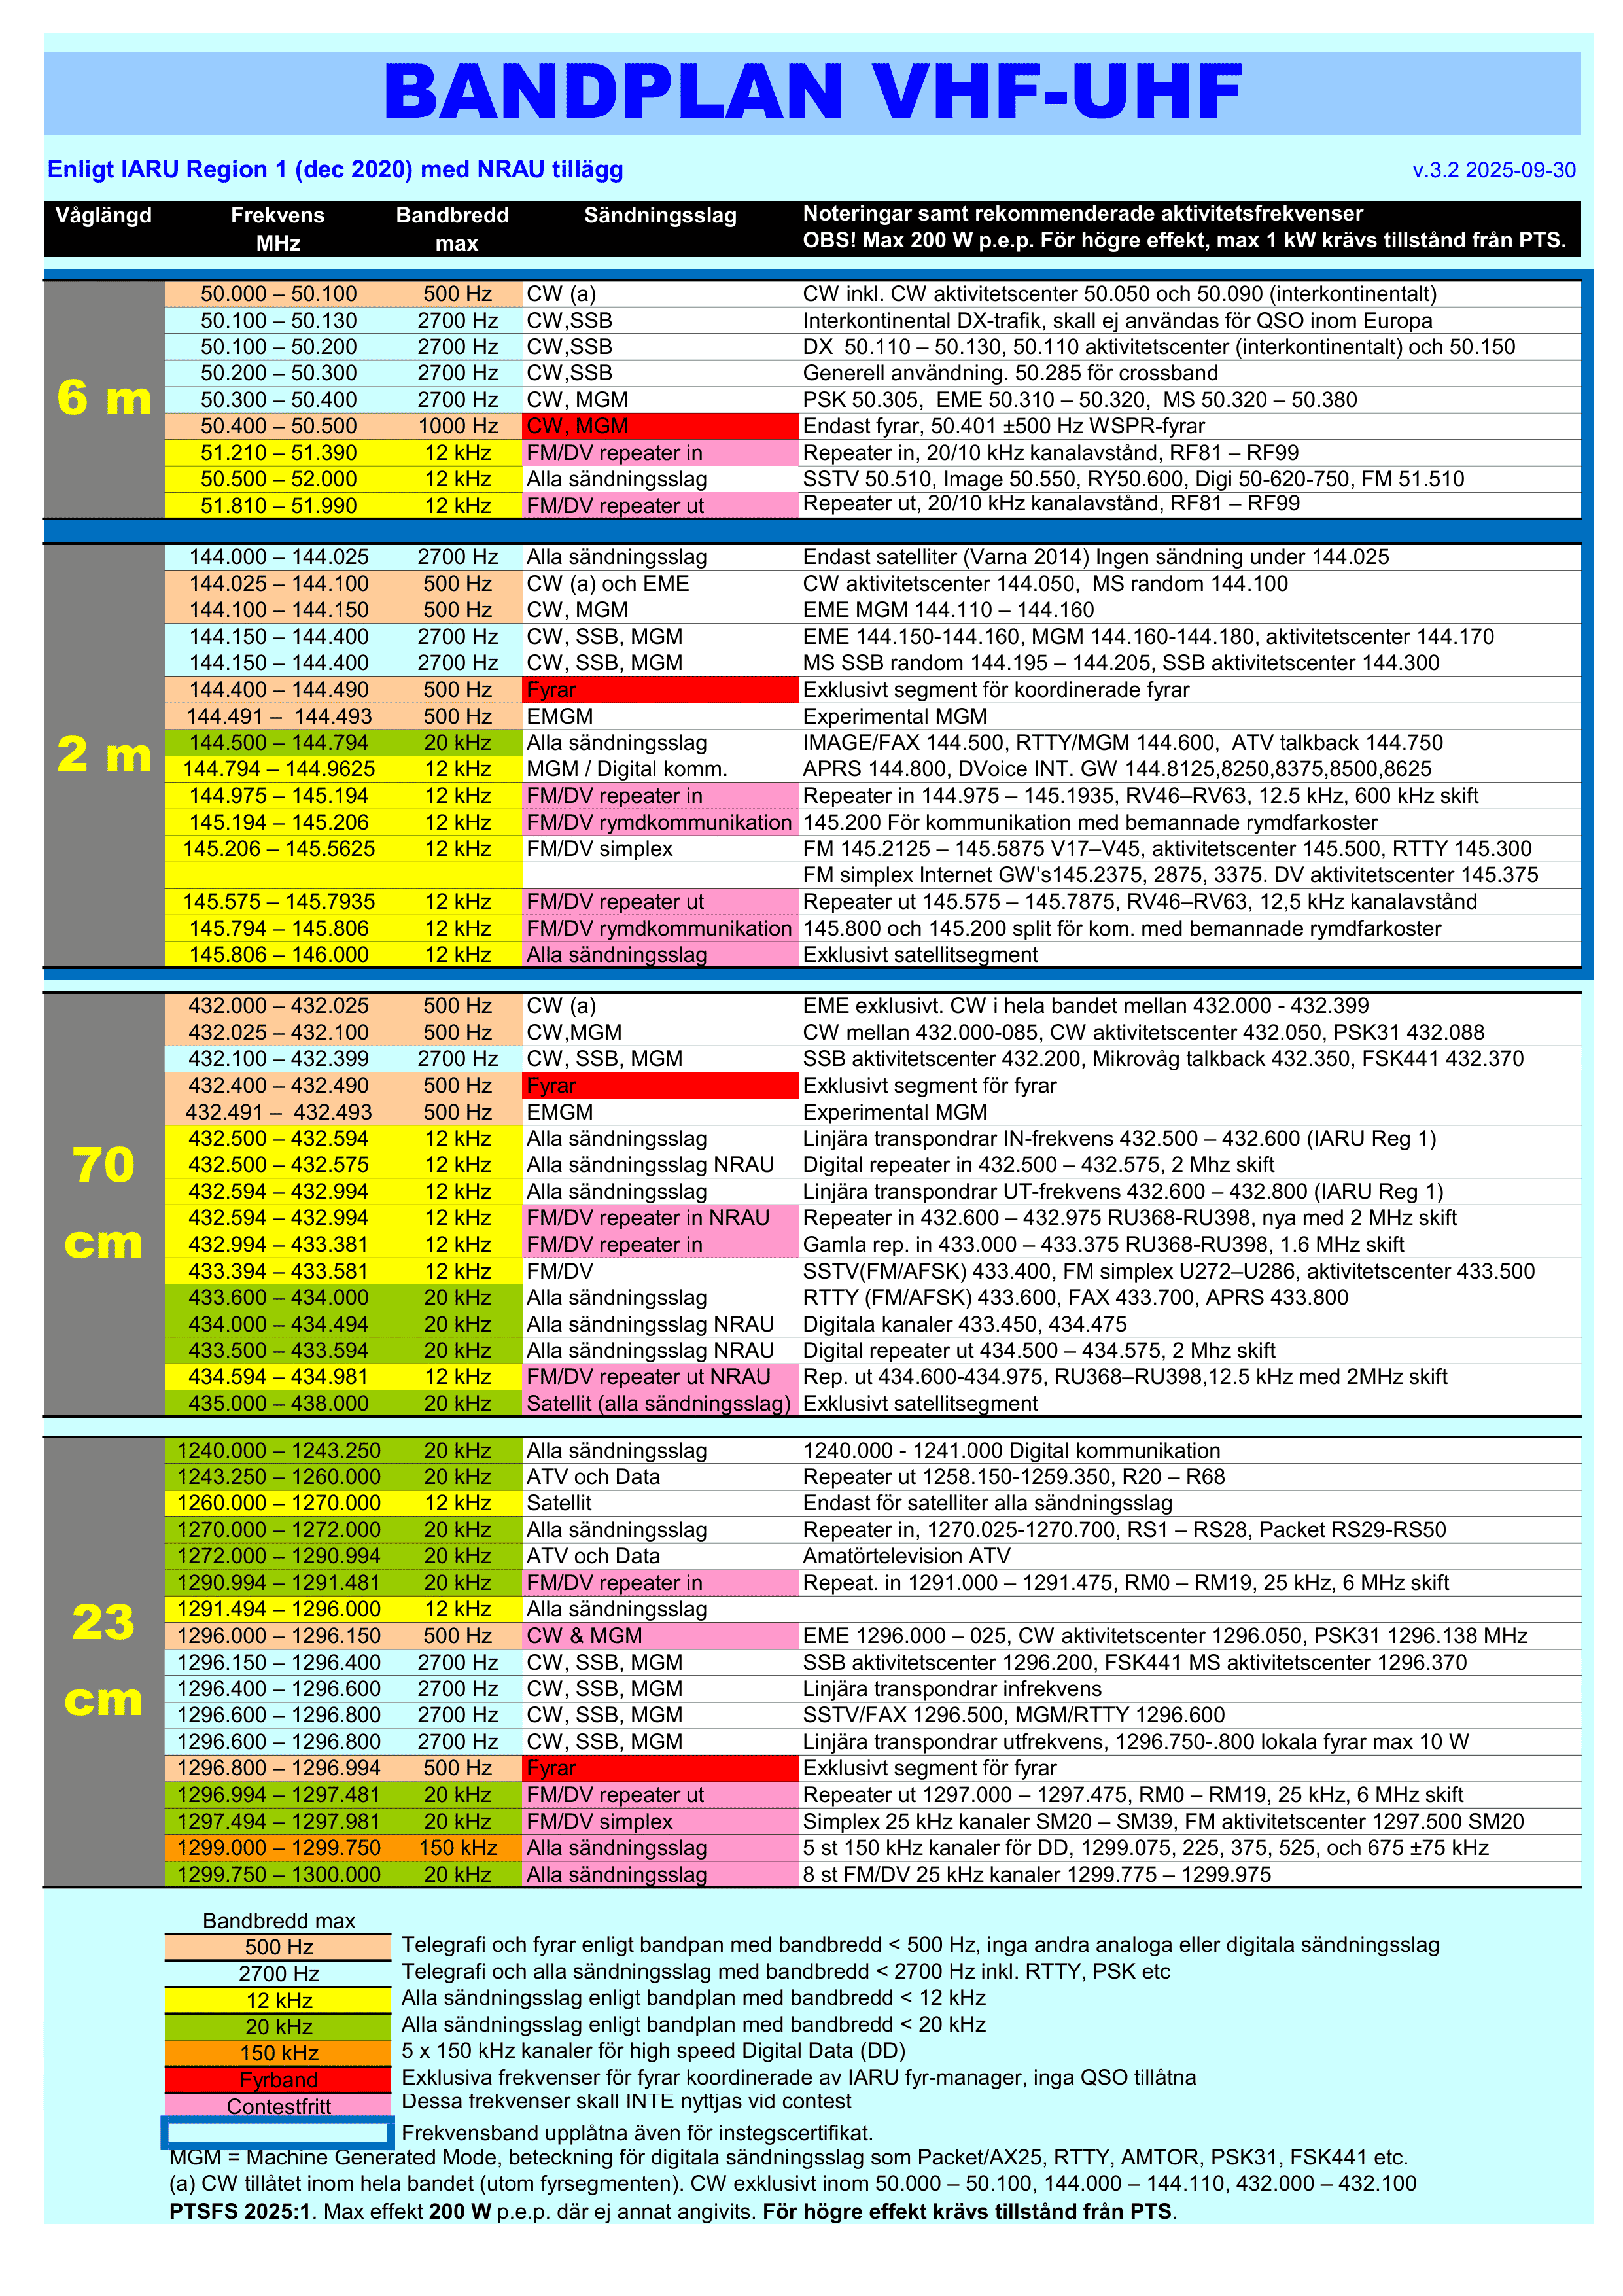 BANDPLAN VHF-UHF
Enligt IARU Region 1 (dec 2020) med NRAU tillägg v.3.2 2025-09-30
Våglängd Frekvens Bandbredd Sändningsslag Noteringar samt rekommenderade aktivitetsfrekvenser
MHz max OBS! Max 200 W p.e.p. För högre effekt, max 1 kW krävs tillstånd från PTS.
6 m
50.000 – 50.100 500 Hz CW (a) CW inkl. CW aktivitetscenter 50.050 och 50.090 (interkontinentalt)
50.100 – 50.130 2700 Hz CW,SSB Interkontinental DX-trafik, skall ej användas för QSO inom Europa
50.100 – 50.200 2700 Hz CW,SSB DX 50.110 – 50.130, 50.110 aktivitetscenter (interkontinentalt) och 50.150
50.200 – 50.300 2700 Hz CW,SSB Generell användning. 50.285 för crossband
50.300 – 50.400 2700 Hz CW, MGM PSK 50.305, EME 50.310 – 50.320, MS 50.320 – 50.380
50.400 – 50.500 1000 Hz CW, MGM Endast fyrar, 50.401 ±500 Hz WSPR-fyrar
51.210 – 51.390 12 kHz FM/DV repeater in Repeater in, 20/10 kHz kanalavstånd, RF81 – RF99
50.500 – 52.000 12 kHz Alla sändningsslag SSTV 50.510, Image 50.550, RY50.600, Digi 50-620-750, FM 51.510
51.810 – 51.990 12 kHz FM/DV repeater ut Repeater ut, 20/10 kHz kanalavstånd, RF81 – RF99
2 m
144.000 – 144.025 2700 Hz Alla sändningsslag Endast satelliter (Varna 2014) Ingen sändning under 144.025
144.025 – 144.100 500 Hz CW (a) och EME CW aktivitetscenter 144.050, MS random 144.100
144.100 – 144.150 500 Hz CW, MGM EME MGM 144.110 – 144.160
144.150 – 144.400 2700 Hz CW, SSB, MGM EME 144.150-144.160, MGM 144.160-144.180, aktivitetscenter 144.170
144.150 – 144.400 2700 Hz CW, SSB, MGM MS SSB random 144.195 – 144.205, SSB aktivitetscenter 144.300
144.400 – 144.490 500 Hz Fyrar Exklusivt segment för koordinerade fyrar
144.491 – 144.493 500 Hz EMGM Experimental MGM
144.500 – 144.794 20 kHz Alla sändningsslag IMAGE/FAX 144.500, RTTY/MGM 144.600, ATV talkback 144.750
144.794 – 144.9625 12 kHz MGM / Digital komm. APRS 144.800, DVoice INT. GW 144.8125,8250,8375,8500,8625
144.975 – 145.194 12 kHz FM/DV repeater in Repeater in 144.975 – 145.1935, RV46–RV63, 12.5 kHz, 600 kHz skift
145.194 – 145.206 12 kHz FM/DV rymdkommunikation 145.200 För kommunikation med bemannade rymdfarkoster
145.206 – 145.5625 12 kHz FM/DV simplex FM 145.2125 – 145.5875 V17–V45, aktivitetscenter 145.500, RTTY 145.300
FM simplex Internet GW's145.2375, 2875, 3375. DV aktivitetscenter 145.375
145.575 – 145.7935 12 kHz FM/DV repeater ut Repeater ut 145.575 – 145.7875, RV46–RV63, 12,5 kHz kanalavstånd
145.794 – 145.806 12 kHz FM/DV rymdkommunikation 145.800 och 145.200 split för kom. med bemannade rymdfarkoster
145.806 – 146.000 12 kHz Alla sändningsslag Exklusivt satellitsegment
70
cm
432.000 – 432.025 500 Hz CW (a) EME exklusivt. CW i hela bandet mellan 432.000 - 432.399
432.025 – 432.100 500 Hz CW,MGM CW mellan 432.000-085, CW aktivitetscenter 432.050, PSK31 432.088
432.100 – 432.399 2700 Hz CW, SSB, MGM SSB aktivitetscenter 432.200, Mikrovåg talkback 432.350, FSK441 432.370
432.400 – 432.490 500 Hz Fyrar Exklusivt segment för fyrar
432.491 – 432.493 500 Hz EMGM Experimental MGM
432.500 – 432.594 12 kHz Alla sändningsslag Linjära transpondrar IN-frekvens 432.500 – 432.600 (IARU Reg 1)
432.500 – 432.575 12 kHz Alla sändningsslag NRAU Digital repeater in 432.500 – 432.575, 2 Mhz skift
432.594 – 432.994 12 kHz Alla sändningsslag Linjära transpondrar UT-frekvens 432.600 – 432.800 (IARU Reg 1)
432.594 – 432.994 12 kHz FM/DV repeater in NRAU Repeater in 432.600 – 432.975 RU368-RU398, nya med 2 MHz skift
432.994 – 433.381 12 kHz FM/DV repeater in Gamla rep. in 433.000 – 433.375 RU368-RU398, 1.6 MHz skift
433.394 – 433.581 12 kHz FM/DV SSTV(FM/AFSK) 433.400, FM simplex U272–U286, aktivitetscenter 433.500
433.600 – 434.000 20 kHz Alla sändningsslag RTTY (FM/AFSK) 433.600, FAX 433.700, APRS 433.800
434.000 – 434.494 20 kHz Alla sändningsslag NRAU Digitala kanaler 433.450, 434.475
433.500 – 433.594 20 kHz Alla sändningsslag NRAU Digital repeater ut 434.500 – 434.575, 2 Mhz skift
434.594 – 434.981 12 kHz FM/DV repeater ut NRAU Rep. ut 434.600-434.975, RU368–RU398,12.5 kHz med 2MHz skift
435.000 – 438.000 20 kHz Satellit (alla sändningsslag) Exklusivt satellitsegment
23
cm
1240.000 – 1243.250 20 kHz Alla sändningsslag 1240.000 - 1241.000 Digital kommunikation
1243.250 – 1260.000 20 kHz ATV och Data Repeater ut 1258.150-1259.350, R20 – R68
1260.000 – 1270.000 12 kHz Satellit Endast för satelliter alla sändningsslag
1270.000 – 1272.000 20 kHz Alla sändningsslag Repeater in, 1270.025-1270.700, RS1 – RS28, Packet RS29-RS50
1272.000 – 1290.994 20 kHz ATV och Data Amatörtelevision ATV
1290.994 – 1291.481 20 kHz FM/DV repeater in Repeat. in 1291.000 – 1291.475, RM0 – RM19, 25 kHz, 6 MHz skift
1291.494 – 1296.000 12 kHz Alla sändningsslag
1296.000 – 1296.150 500 Hz CW & MGM EME 1296.000 – 025, CW aktivitetscenter 1296.050, PSK31 1296.138 MHz
1296.150 – 1296.400 2700 Hz CW, SSB, MGM SSB aktivitetscenter 1296.200, FSK441 MS aktivitetscenter 1296.370
1296.400 – 1296.600 2700 Hz CW, SSB, MGM Linjära transpondrar infrekvens
1296.600 – 1296.800 2700 Hz CW, SSB, MGM SSTV/FAX 1296.500, MGM/RTTY 1296.600
1296.600 – 1296.800 2700 Hz CW, SSB, MGM Linjära transpondrar utfrekvens, 1296.750-.800 lokala fyrar max 10 W
1296.800 – 1296.994 500 Hz Fyrar Exklusivt segment för fyrar
1296.994 – 1297.481 20 kHz FM/DV repeater ut Repeater ut 1297.000 – 1297.475, RM0 – RM19, 25 kHz, 6 MHz skift
1297.494 – 1297.981 20 kHz FM/DV simplex Simplex 25 kHz kanaler SM20 – SM39, FM aktivitetscenter 1297.500 SM20
1299.000 – 1299.750 150 kHz Alla sändningsslag 5 st 150 kHz kanaler för DD, 1299.075, 225, 375, 525, och 675 ±75 kHz
1299.750 – 1300.000 20 kHz Alla sändningsslag 8 st FM/DV 25 kHz kanaler 1299.775 – 1299.975
Bandbredd max
500 Hz Telegrafi och fyrar enligt bandpan med bandbredd < 500 Hz, inga andra analoga eller digitala sändningsslag
2700 Hz Telegrafi och alla sändningsslag med bandbredd < 2700 Hz inkl. RTTY, PSK etc
12 kHz Alla sändningsslag enligt bandplan med bandbredd < 12 kHz
20 kHz Alla sändningsslag enligt bandplan med bandbredd < 20 kHz
150 kHz 5 x 150 kHz kanaler för high speed Digital Data (DD)
Fyrband Exklusiva frekvenser för fyrar koordinerade av IARU fyr-manager, inga QSO tillåtna
Contestfritt Dessa frekvenser skall INTE nyttjas vid contest
Frekvensband upplåtna även för instegscertifikat.
MGM = Machine Generated Mode, beteckning för digitala sändningsslag som Packet/AX25, RTTY, AMTOR, PSK31, FSK441 etc.
(a) CW tillåtet inom hela bandet (utom fyrsegmenten). CW exklusivt inom 50.000 – 50.100, 144.000 – 144.110, 432.000 – 432.100
PTSFS 2025:1. Max effekt 200 W p.e.p. där ej annat angivits. För högre effekt krävs tillstånd från PTS.